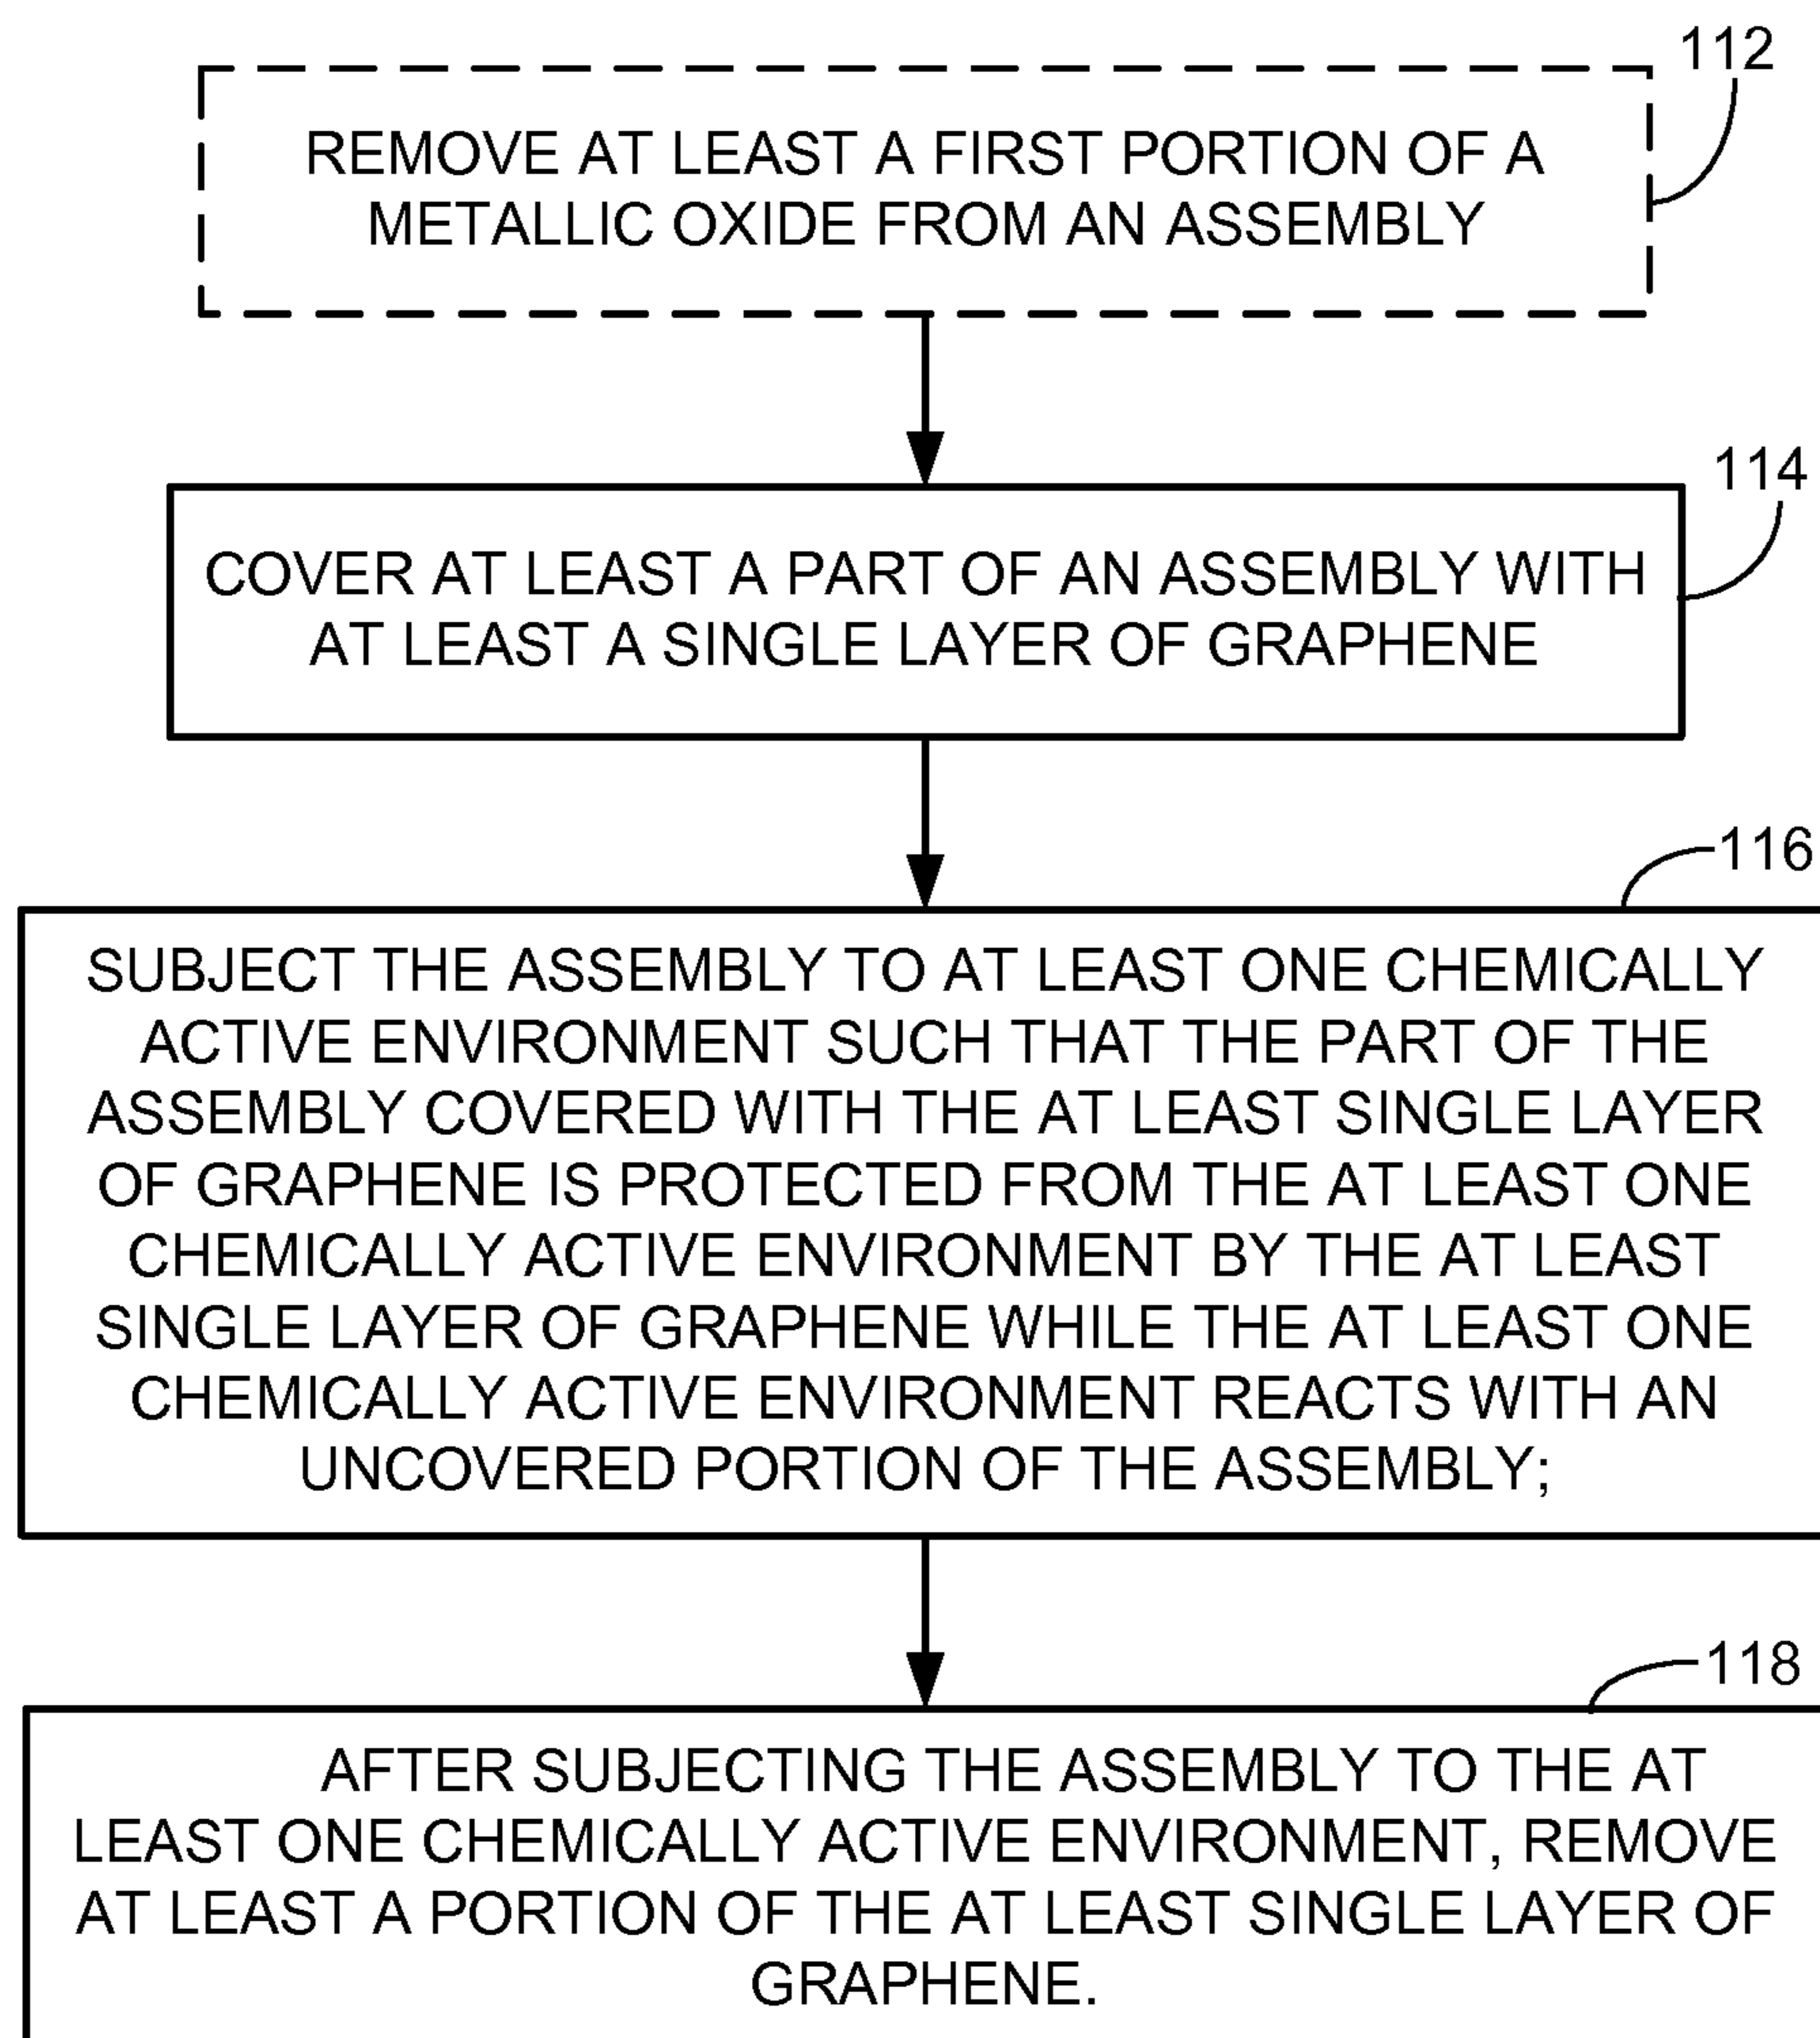 112
REMOVE AT LEAST A FIRST PORTION OF A
METALLIC OXIDE FROM AN ASSEMBLY
114
COVER AT LEAST A PART OF AN ASSEMBLY WITH
AT LEAST A SINGLE LAYER OF GRAPHENE
116
SUBJECT THE ASSEMBLY TO AT LEAST ONE CHEMICALLY
ACTIVE ENVIRONMENT SUCH THAT THE PART OF THE
ASSEMBLY COVERED WITH THE AT LEAST SINGLE LAYER
OF GRAPHENE IS PROTECTED FROM THE AT LEAST ONE
CHEMICALLY ACTIVE ENVIRONMENT BY THE AT LEAST
SINGLE LAYER OF GRAPHENE WHILE THE AT LEAST ONE
CHEMICALLY ACTIVE ENVIRONMENT REACTS WITH AN
UNCOVERED PORTION OF THE ASSEMBLY;
118
AFTER SUBJECTING THE ASSEMBLY TO THE AT
LEAST ONE CHEMICALLY ACTIVE ENVIRONMENT, REMOVE
AT LEAST A PORTION OF THE AT LEAST SINGLE LAYER OF
GRAPHENE.